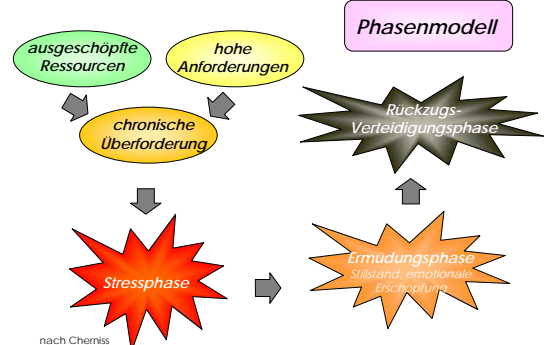 Phasenmodell
ausgeschöpfte
Ressourcen
hohe
Anforderungen
chronische
Überforderung
Stressphase
Ermüdungsphase
Stillstand: emotionale
Erschöpfung
Rückzugs-
Verteidigungsphase
nach Cherniss